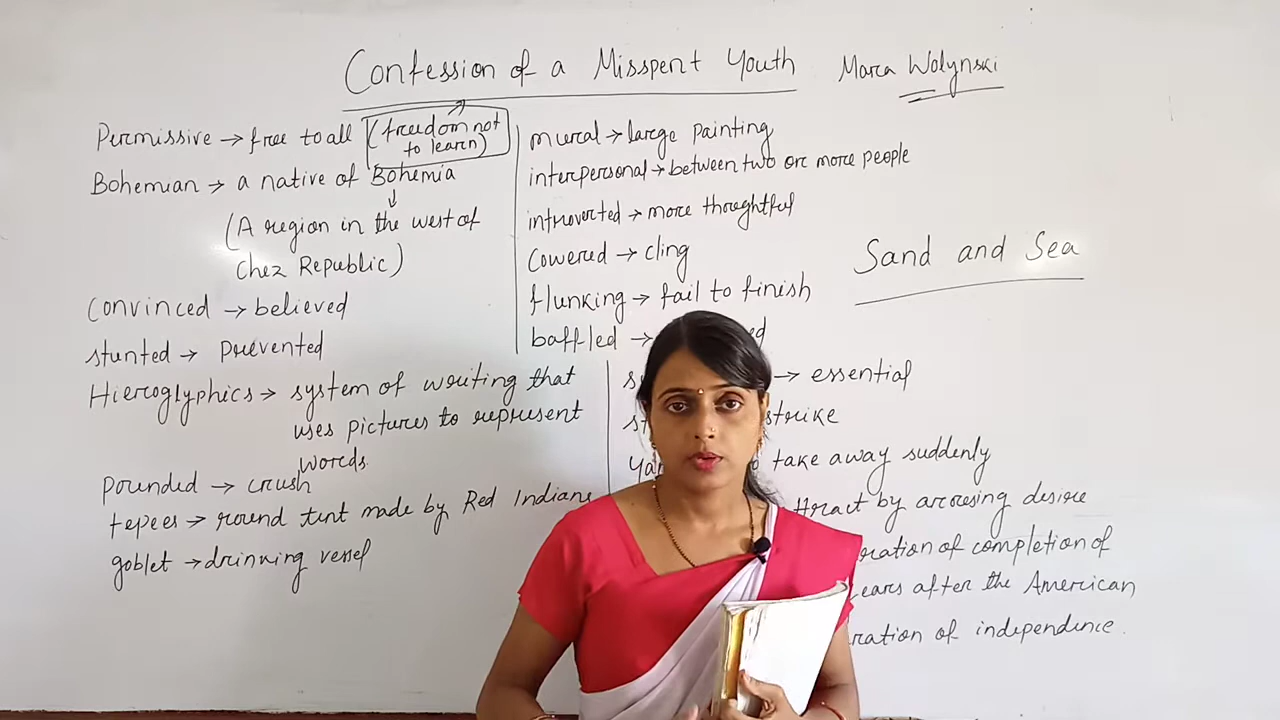 Confession of a Misspent Youth
Mara Wolynski
Permissive → free to all (freedom not
to learn)
Bohemian → a native of Bohemia
(A region in the west of
Chez Republic)
Convinced → believed
stunted → prevented
Hieroglyphics → system of writing that
uses pictures to represent
words.
Pounded → crush
tepees → round tent made by Red Indians
goblet → drinning vessel
mural → large painting
interpersonal → between two or more people
introverted → more thoughtful
Cowered → cling
flunking → fail to finish
baffled →
→ essential
strike
take away suddenly
by arousing desire
of completion of
years after the American
of independence.
Sand and Sea